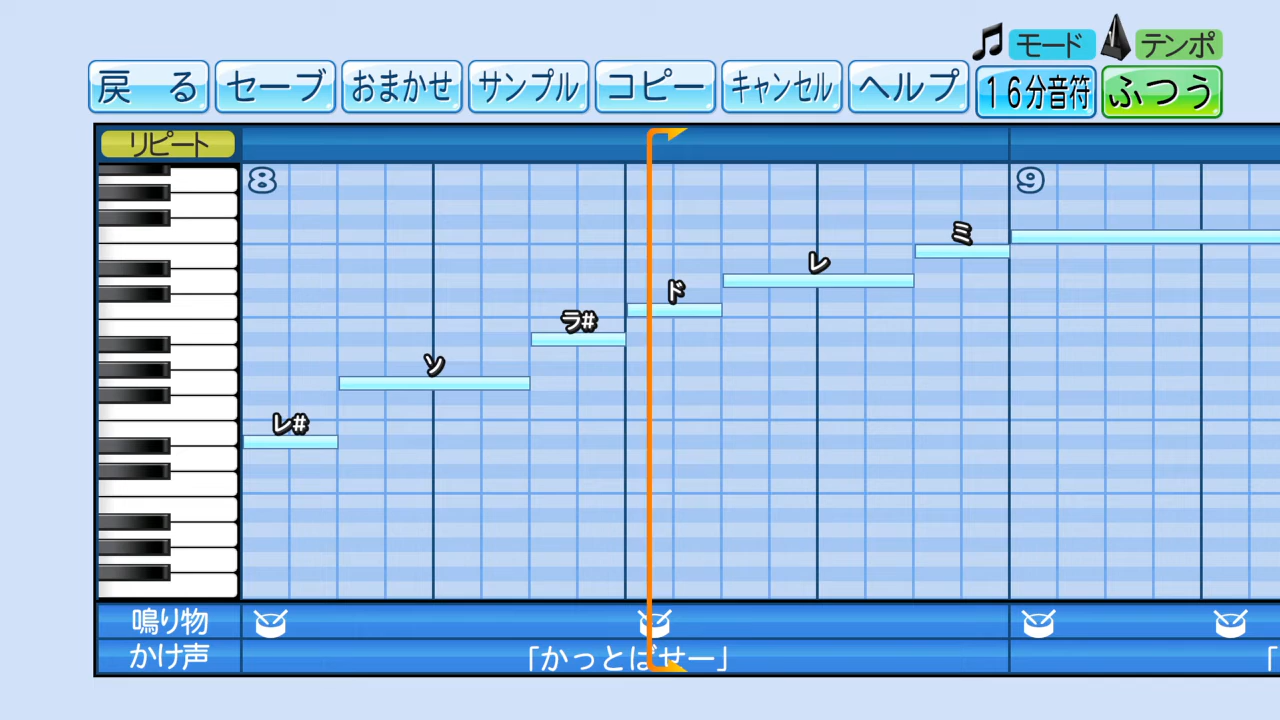 モード テンポ
戻 る セーブ おまかせ サンプル コピー キャンセル ヘルプ 16分音符 ふつう
リピート
8 9
ミ
レ
ド
ラ#
ソ
レ#
鳴り物
かけ声 「かっとばせー」 「